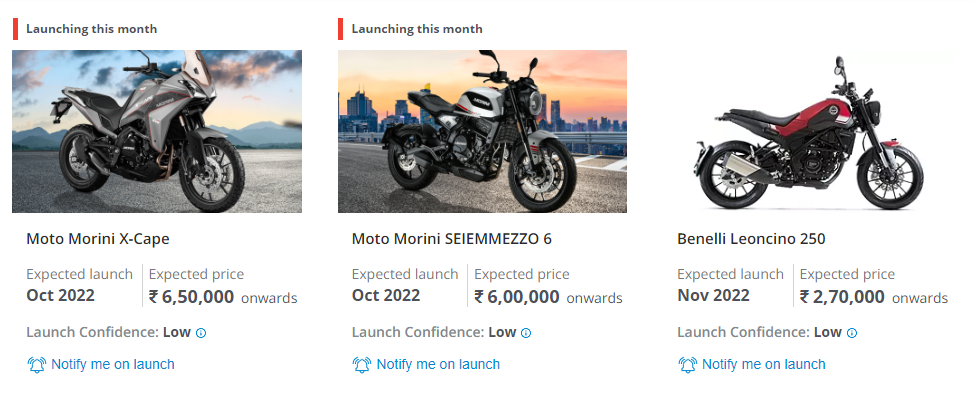 Launching this month
Launching this month
Moto Morini X-Cape
Expected launch
Oct 2022
Expected price
₹ 6,50,000 onwards
Launch Confidence: Low
Notify me on launch
Moto Morini SEIEMMEZZO 6
Expected launch
Oct 2022
Expected price
₹ 6,00,000 onwards
Launch Confidence: Low
Notify me on launch
Benelli Leoncino 250
Expected launch
Nov 2022
Expected price
₹ 2,70,000 onwards
Launch Confidence: Low
Notify me on launch